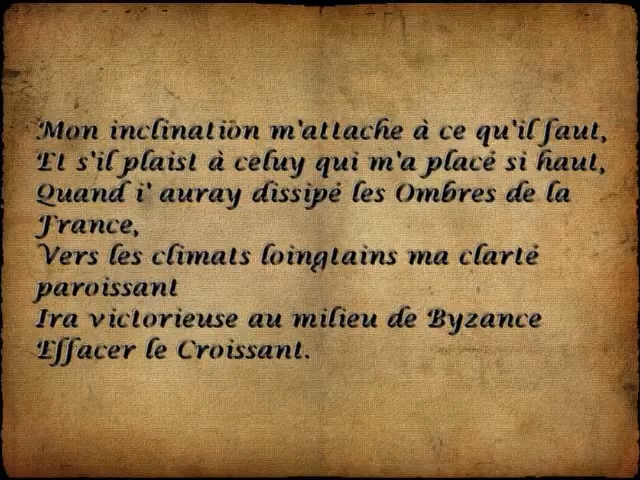 Mon inclination m'attache à ce qu'il faut,
Et s'il plaist à celuy qui m'a placé si haut,
Quand i' auray dissipé les Ombres de la
France,
Vers les climats loingtains ma clarté
paroissant
Ira victorieuse au milieu de Byzance
Effacer le Croissant.